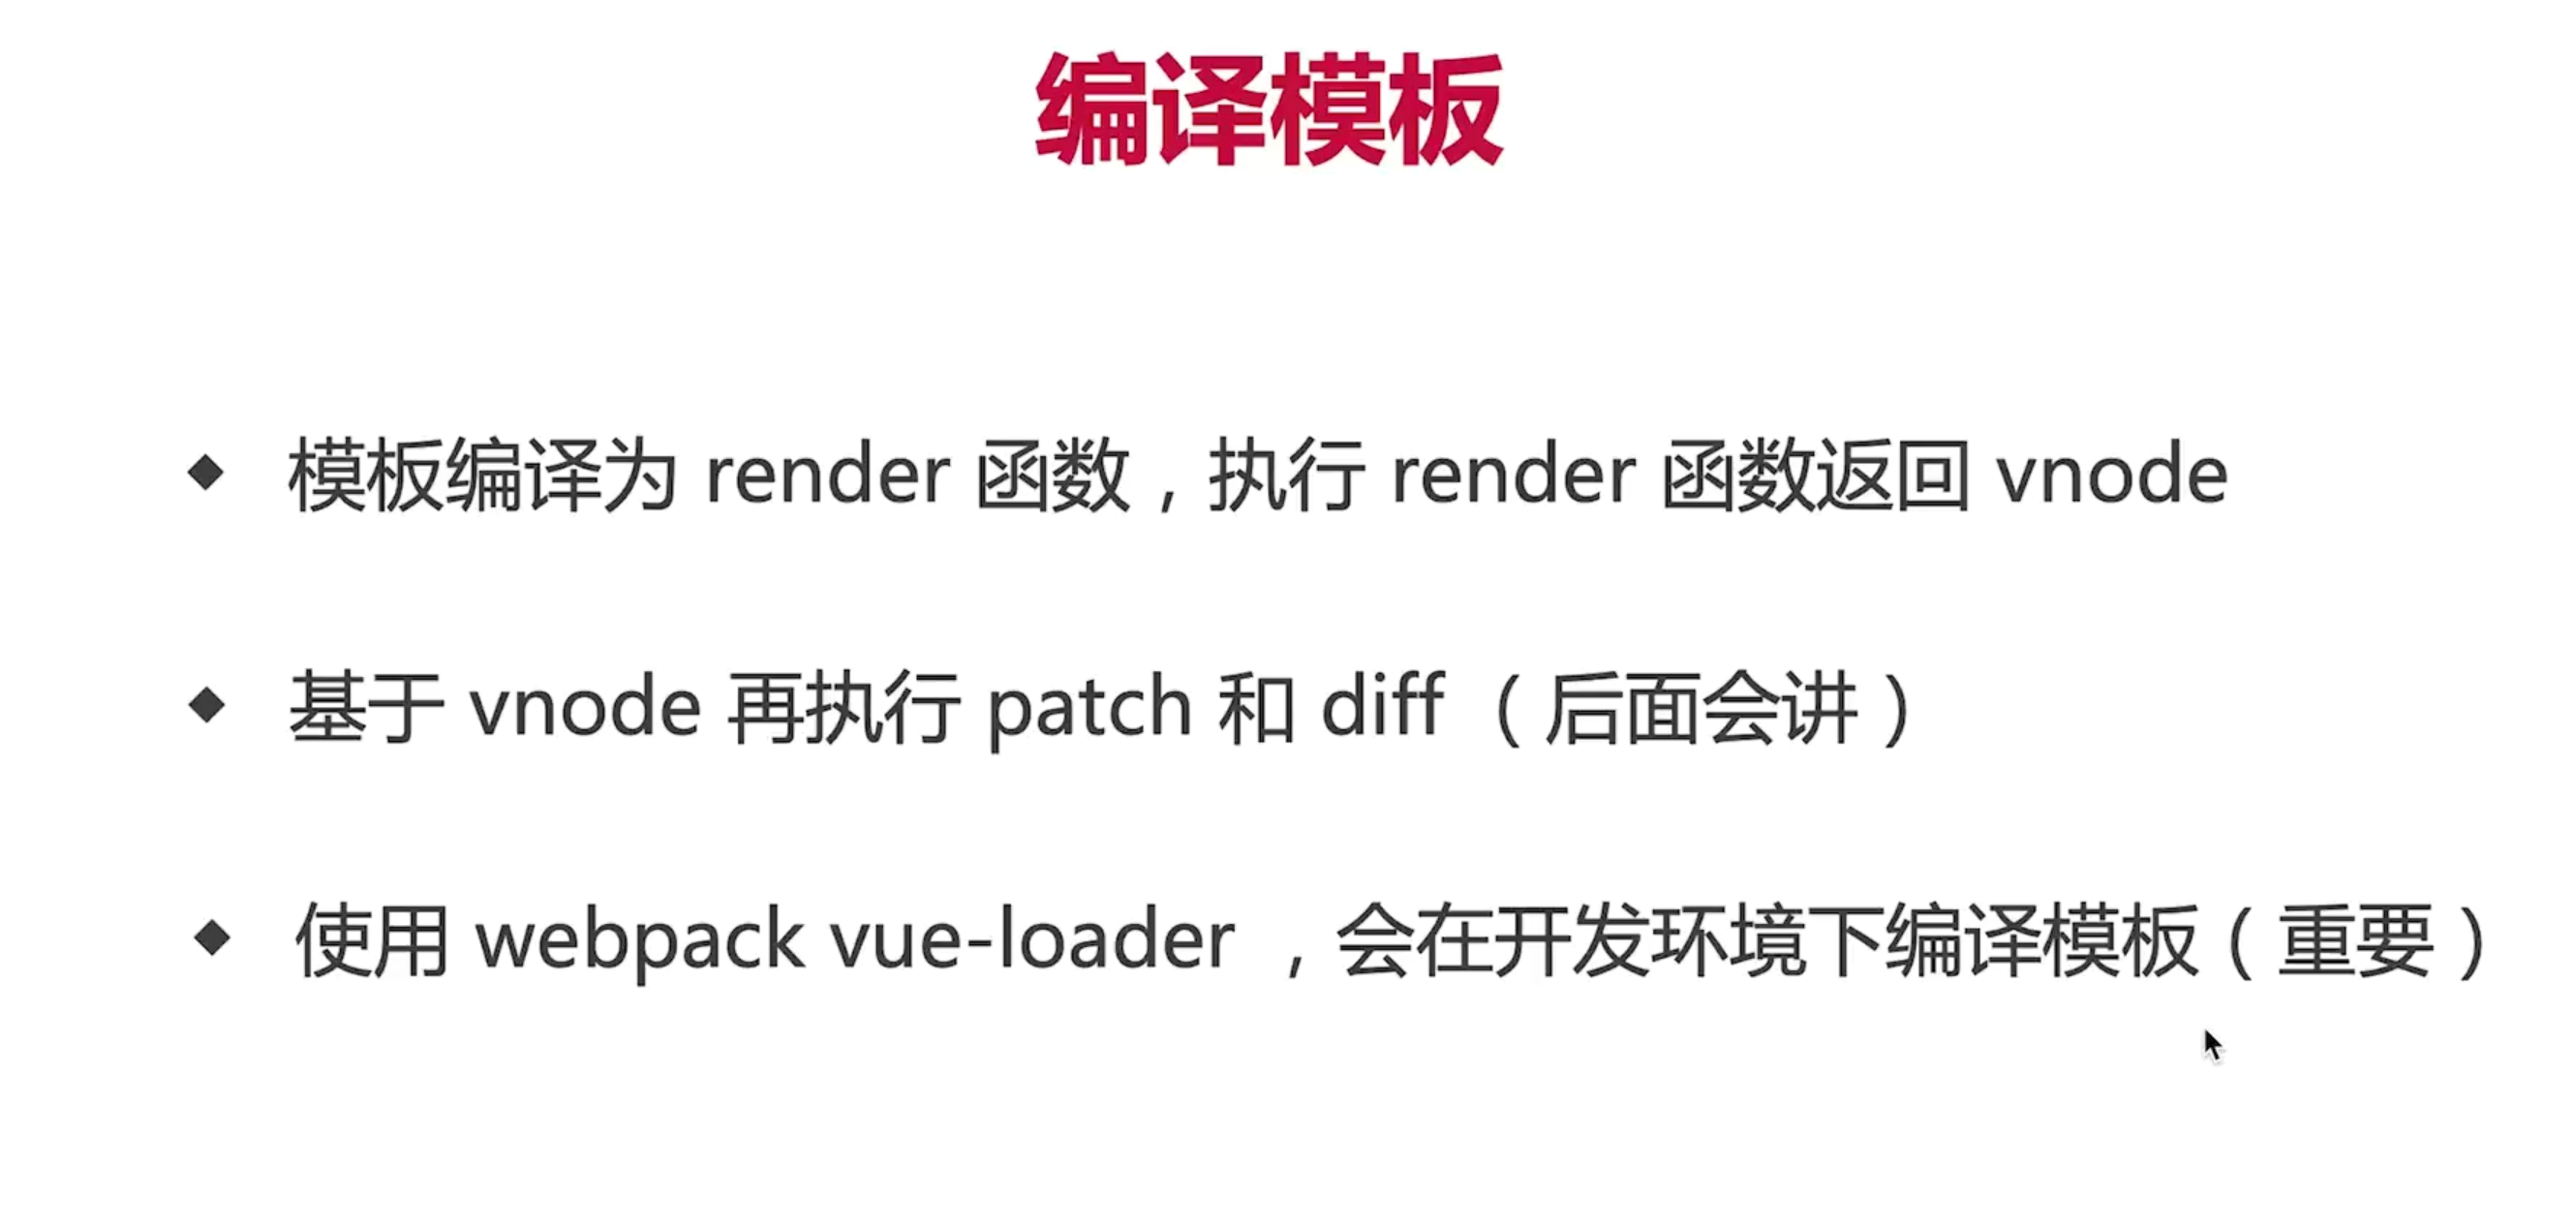 编译模板
◆ 模板编译为 render 函数，执行 render 函数返回 vnode
◆ 基于 vnode 再执行 patch 和 diff （后面会讲）
◆ 使用 webpack vue-loader ，会在开发环境下编译模板（重要）